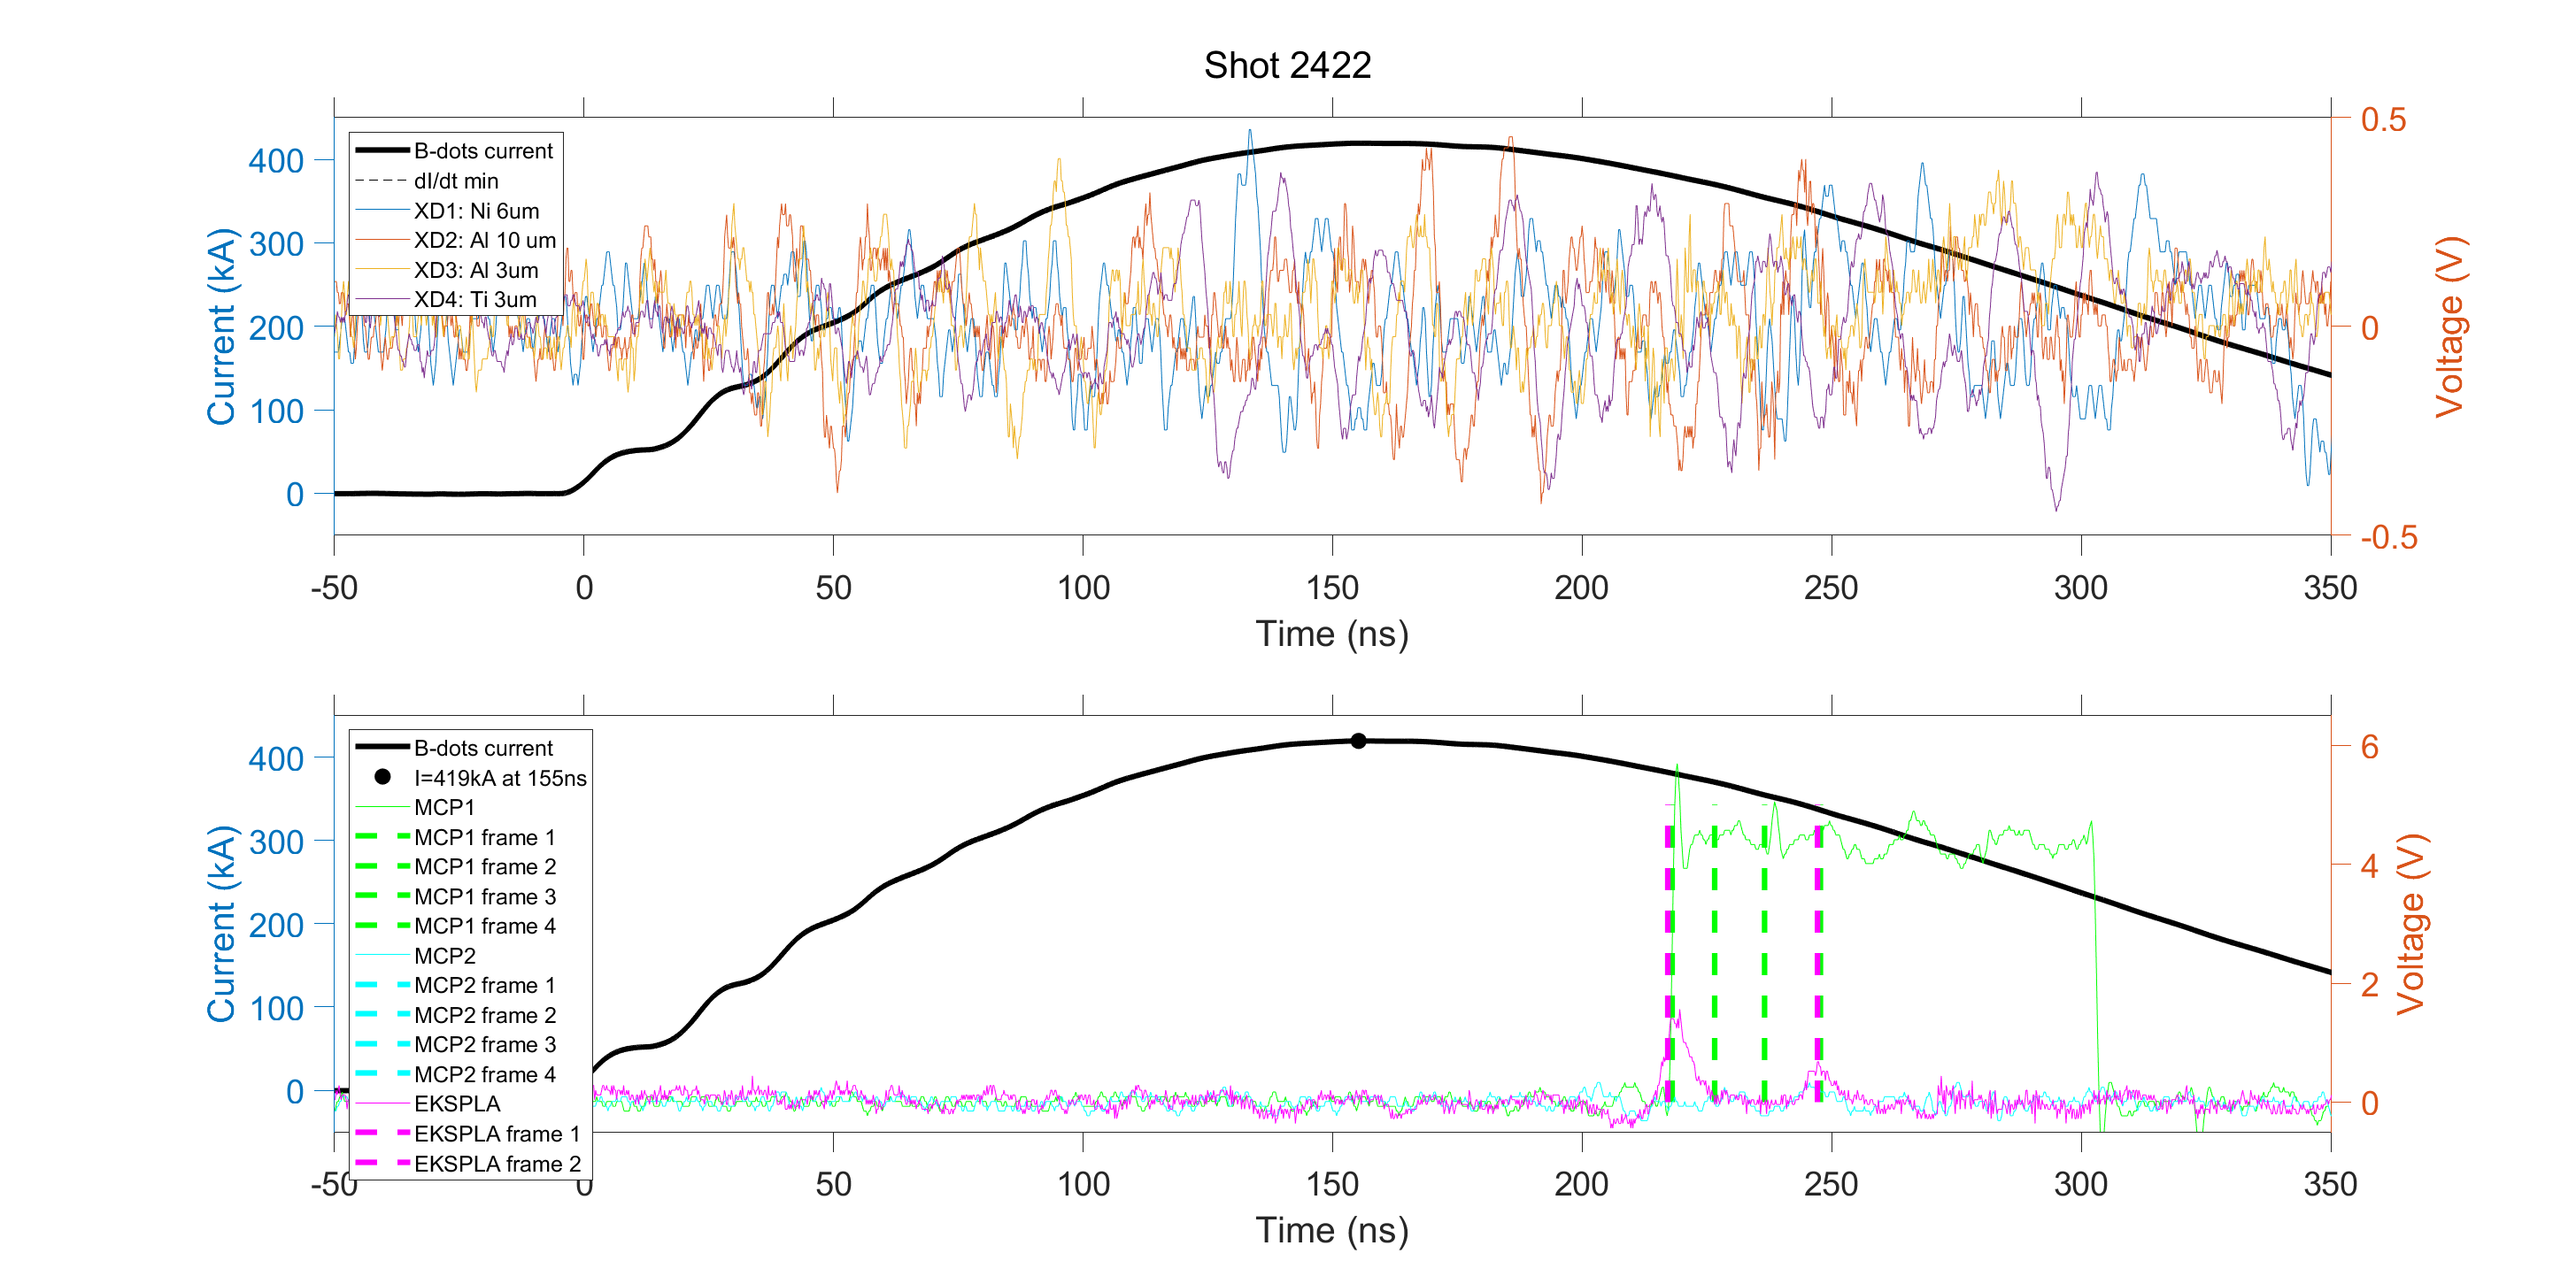 Shot 2422
B-dots current
dI/dt min
XD1: Ni 6um
XD2: Al 10 um
XD3: Al 3um
XD4: Ti 3um
400
300
200
100
0
Current (kA)
0.5
0
-0.5
Voltage (V)
-50 0 50 100 150 200 250 300 350
Time (ns)
B-dots current
I=419kA at 155ns
MCP1
MCP1 frame 1
MCP1 frame 2
MCP1 frame 3
MCP1 frame 4
MCP2
MCP2 frame 1
MCP2 frame 2
MCP2 frame 3
MCP2 frame 4
EKSPLA
EKSPLA frame 1
EKSPLA frame 2
400
300
200
100
0
Current (kA)
6
4
2
0
Voltage (V)
-50 0 50 100 150 200 250 300 350
Time (ns)